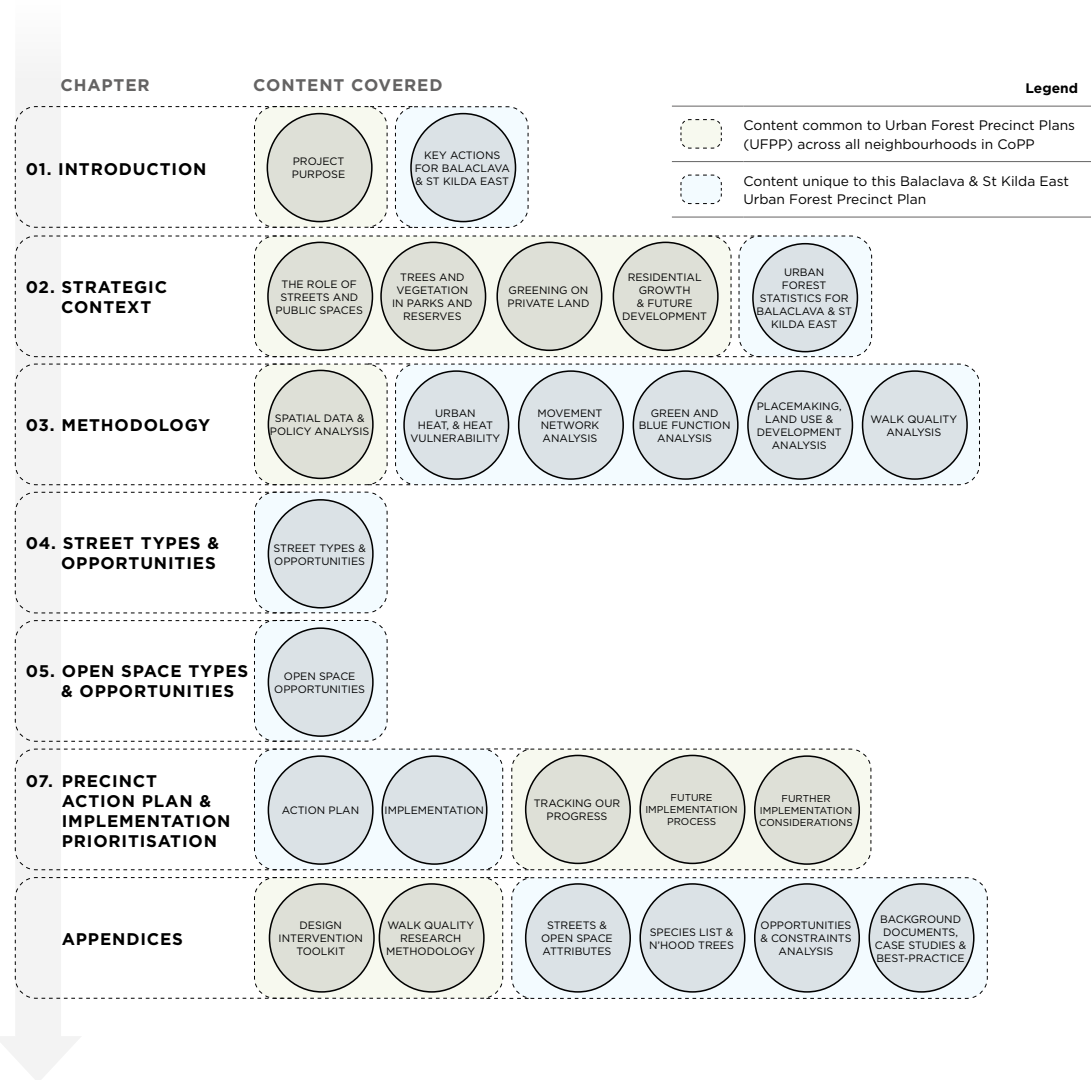 CHAPTER
CONTENT COVERED
Legend
Content common to Urban Forest Precinct Plans
(UFPP) across all neighbourhoods in CoPP
Content unique to this Balaclava & St Kilda East
Urban Forest Precinct Plan
01. INTRODUCTION
PROJECT
PURPOSE
KEY ACTIONS
FOR BALACLAVA
& ST KILDA EAST
02. STRATEGIC
CONTEXT
THE ROLE OF
STREETS AND
PUBLIC SPACES
TREES AND
VEGETATION
IN PARKS AND
RESERVES
GREENING ON
PRIVATE LAND
RESIDENTIAL
GROWTH
& FUTURE
DEVELOPMENT
URBAN
FOREST
STATISTICS FOR
BALACLAVA & ST
KILDA EAST
03. METHODOLOGY
SPATIAL DATA &
POLICY ANALYSIS
URBAN
HEAT, & HEAT
VULNERABILITY
MOVEMENT
NETWORK
ANALYSIS
GREEN AND
BLUE FUNCTION
ANALYSIS
PLACEMAKING,
LAND USE &
DEVELOPMENT
ANALYSIS
WALK QUALITY
ANALYSIS
04. STREET TYPES &
OPPORTUNITIES
STREET TYPES &
OPPORTUNITIES
05. OPEN SPACE TYPES
& OPPORTUNITIES
OPEN SPACE
OPPORTUNITIES
07. PRECINCT
ACTION PLAN &
IMPLEMENTATION
PRIORITISATION
ACTION PLAN
IMPLEMENTATION
TRACKING OUR
PROGRESS
FUTURE
IMPLEMENTATION
PROCESS
FURTHER
IMPLEMENTATION
CONSIDERATIONS
APPENDICES
DESIGN
INTERVENTION
TOOLKIT
WALK QUALITY
RESEARCH
METHODOLOGY
STREETS &
OPEN SPACE
ATTRIBUTES
SPECIES LIST &
N'HOOD TREES
OPPORTUNITIES
& CONSTRAINTS
ANALYSIS
BACKGROUND
DOCUMENTS,
CASE STUDIES &
BEST-PRACTICE